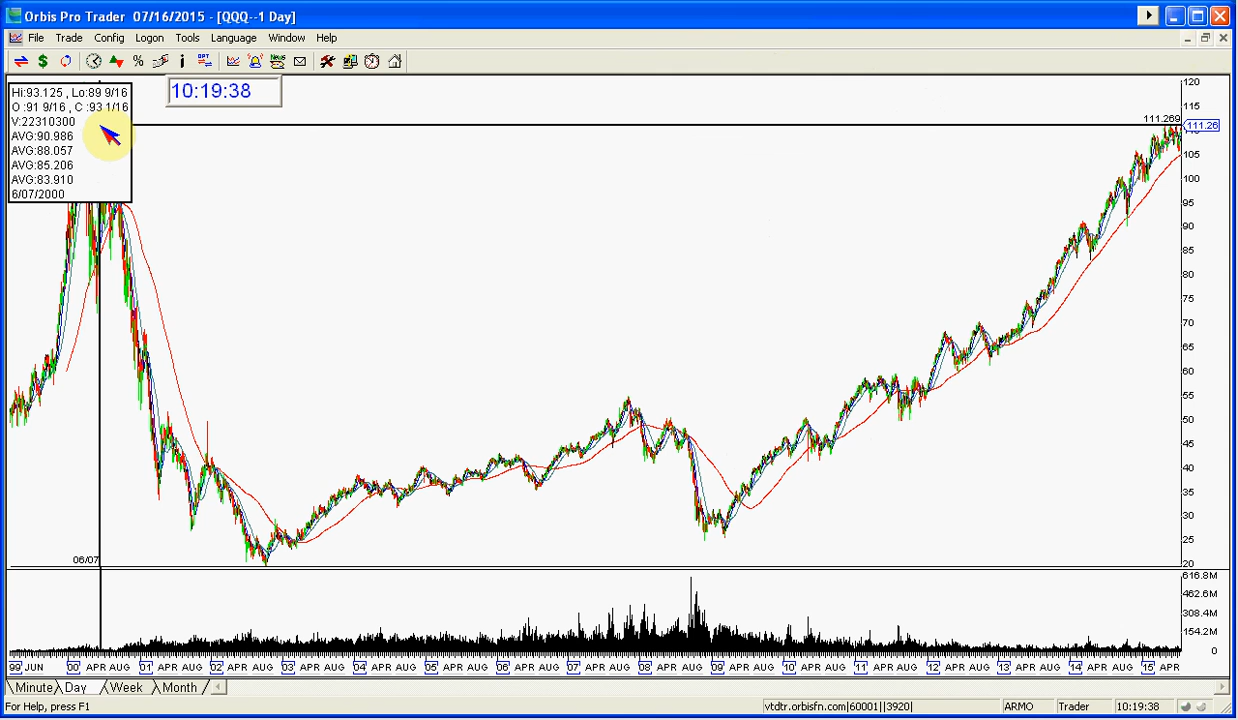 Orbis Pro Trader 07/16/2015 - [QQQ--1 Day]
File Trade Config Logon Tools Language Window Help
Hi:93.125 , Lo:89 9/16
O :91 9/16 , C :93 1/16
V:22310300
AVG:90.986
AVG:88.057
AVG:85.206
AVG:83.910
6/07/2000
10:19:38
111.269
111.26
120
115
105
100
95
90
85
80
75
70
65
60
55
50
45
40
35
30
25
20
06/07
616.8M
462.6M
308.4M
154.2M
0
99 JUN 00 APR AUG 01 APR AUG 02 APR AUG 03 APR AUG 04 APR AUG 05 APR AUG 06 APR AUG 07 APR AUG 08 APR AUG 09 APR AUG 10 APR AUG 11 APR AUG 12 APR AUG 13 APR AUG 14 APR AUG 15 APR
Minute Day Week Month
For Help, press F1 vtdtr.orbisfn.com|60001||3920| ARMO Trader 10:19:38